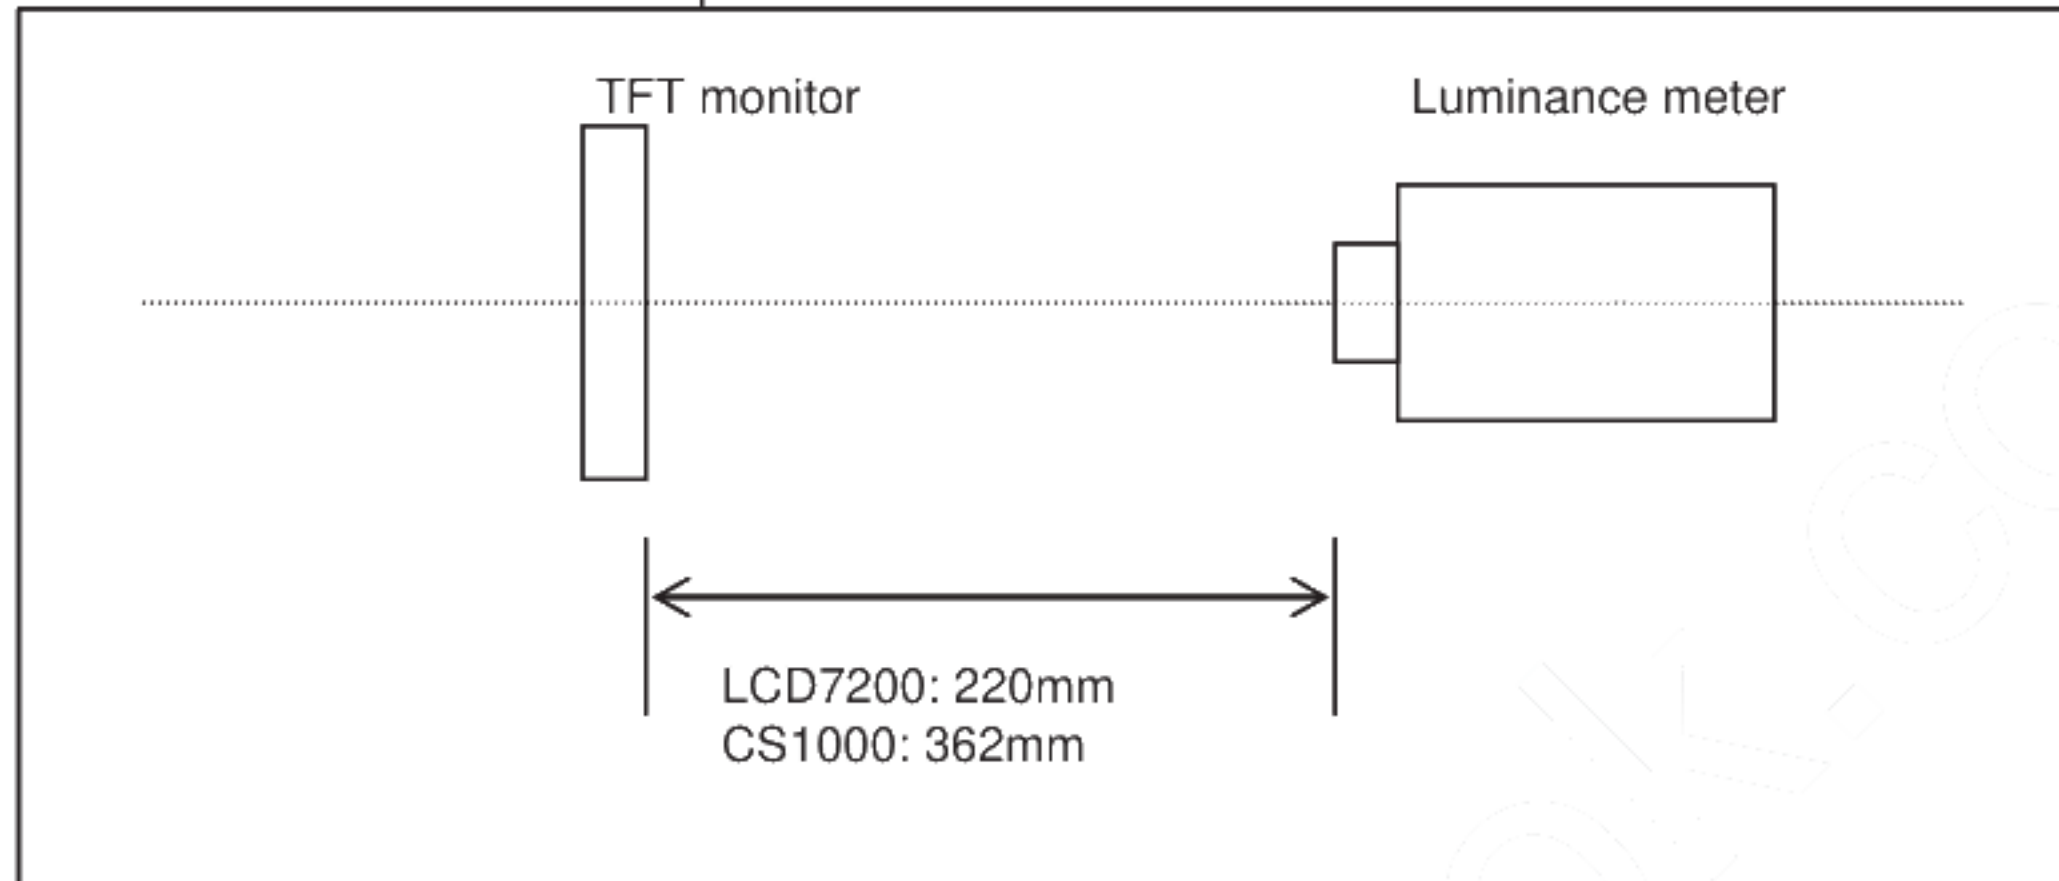 TFT monitor
Luminance meter
LCD7200: 220mm
CS1000: 362mm